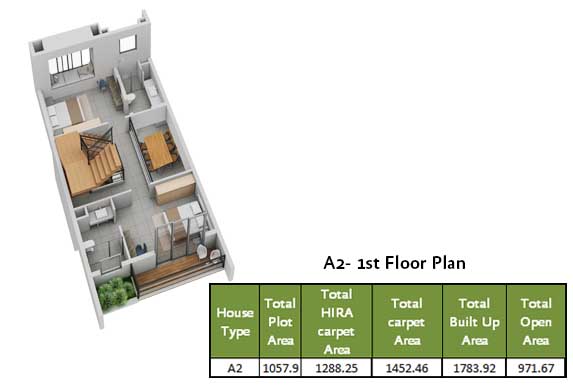 A2- 1st Floor Plan
House Type | Total Plot Area | Total HIRA carpet Area | Total carpet Area | Total Built Up Area | Total Open Area
A2 | 1057.9 | 1288.25 | 1452.46 | 1783.92 | 971.67